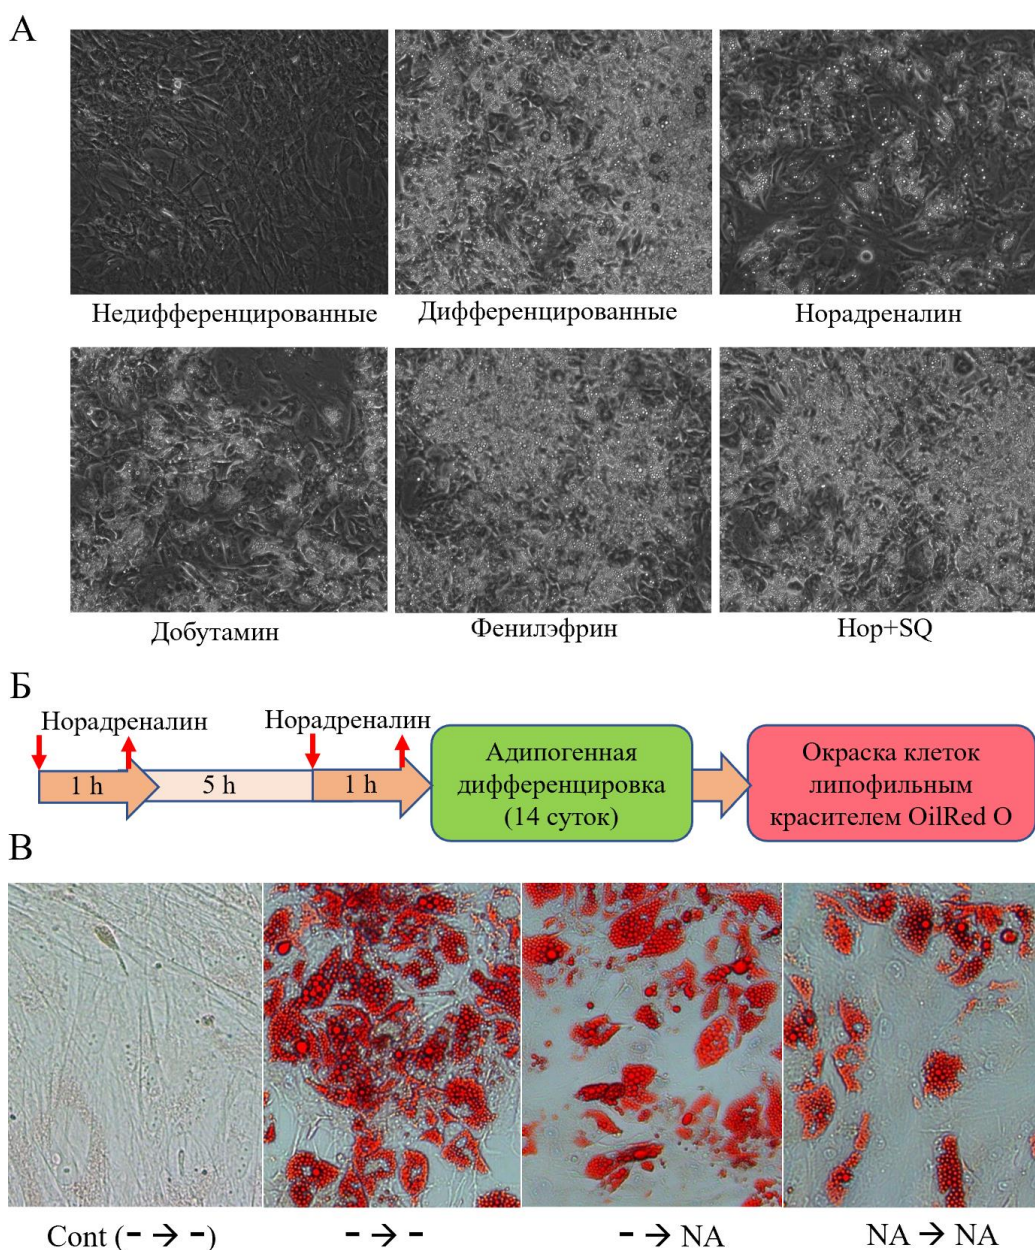 А
Недифференцированные
Дифференцированные
Норадреналин
Добутамин
Фенилэфрин
Нор+SQ
Б
Норадреналин
Норадреналин
1 h
5 h
1 h
Адипогенная
дифференцировка
(14 суток)
Окраска клеток
липофильным
красителем OilRed O
В
Cont (- → -)
- → -
- → NA
NA → NA